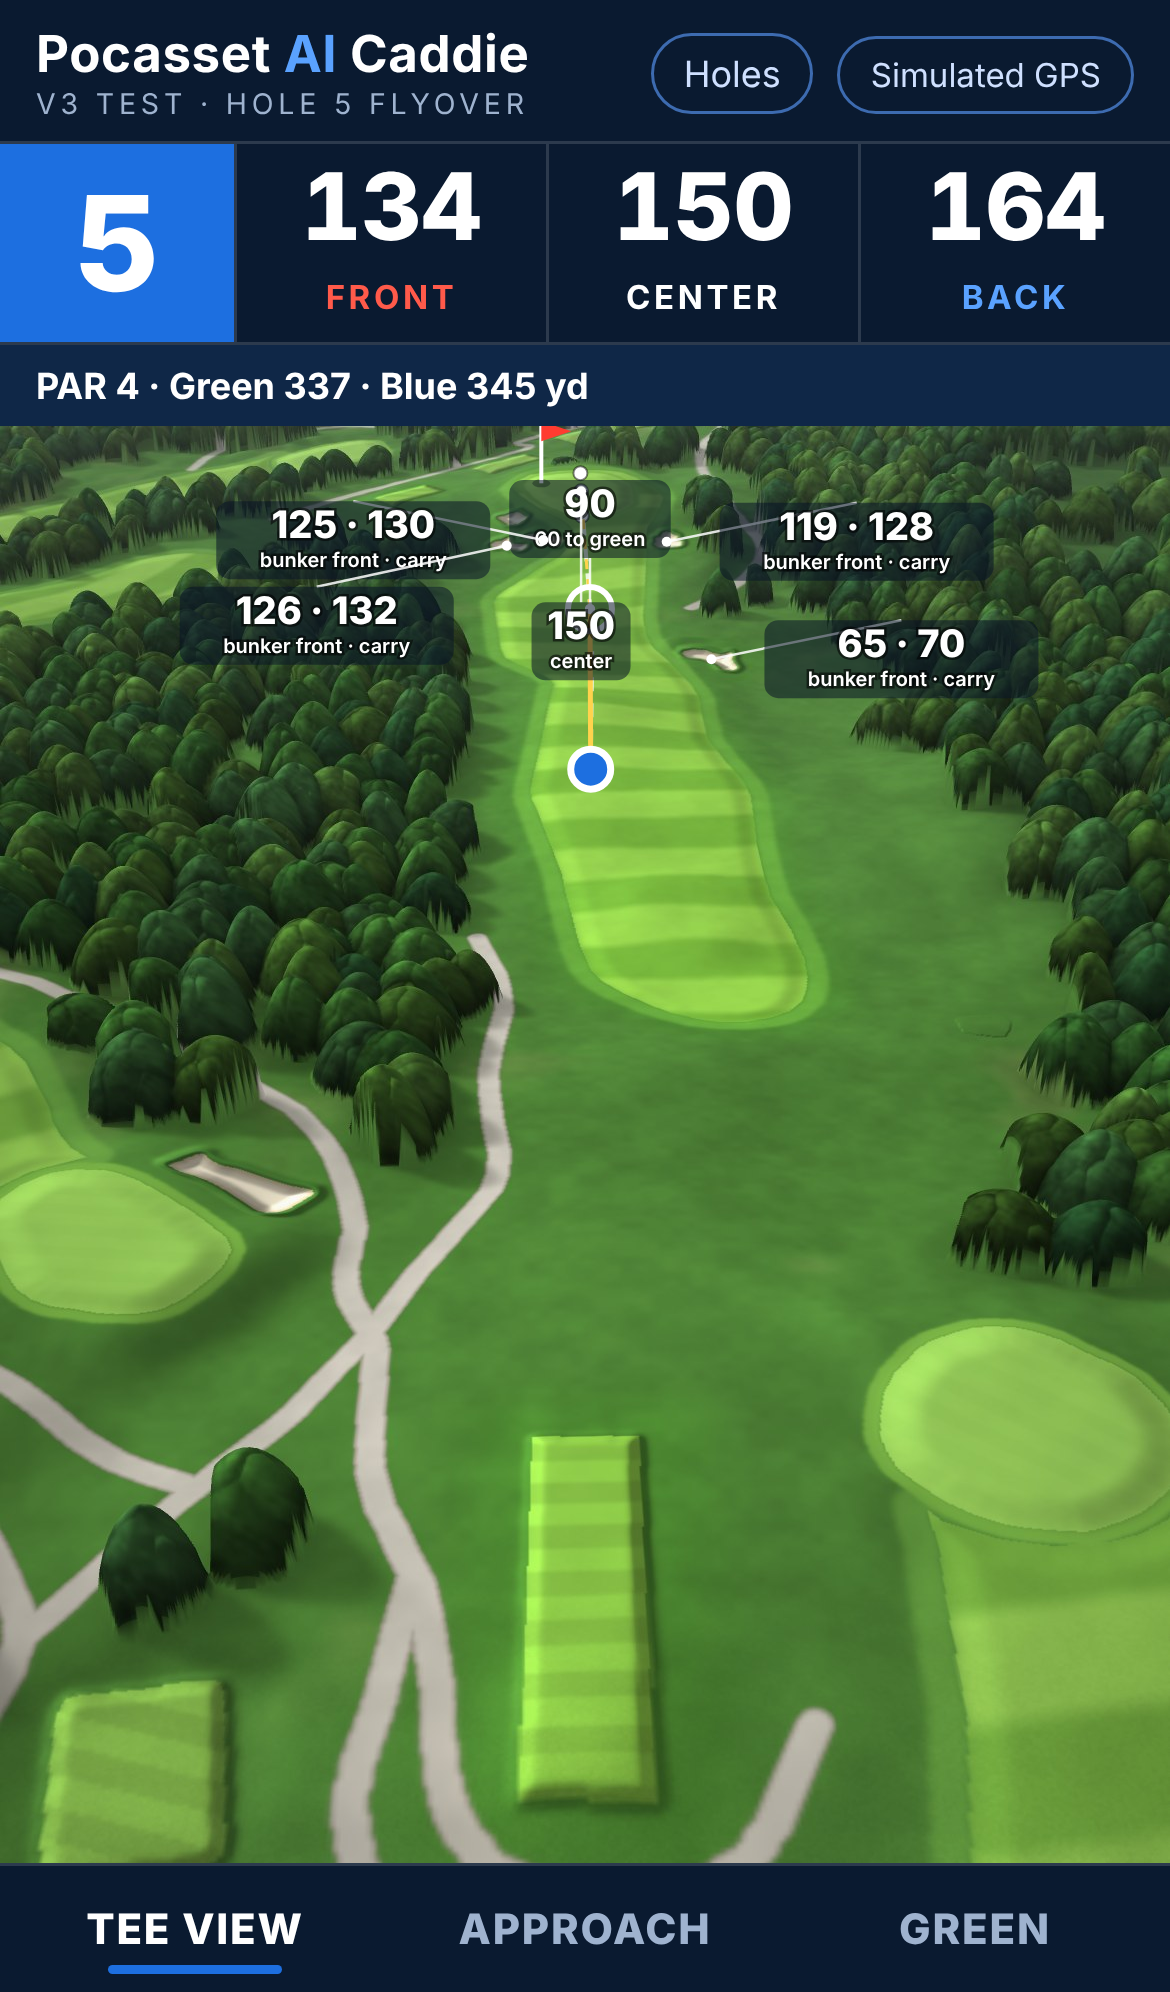 Pocasset AI Caddie
V3 TEST · HOLE 5 FLYOVER
Holes
Simulated GPS
5
134
FRONT
150
CENTER
164
BACK
PAR 4 · Green 337 · Blue 345 yd
90
60 to green
125 · 130
bunker front · carry
119 · 128
bunker front · carry
126 · 132
bunker front · carry
150
center
65 · 70
bunker front · carry
TEE VIEW
APPROACH
GREEN